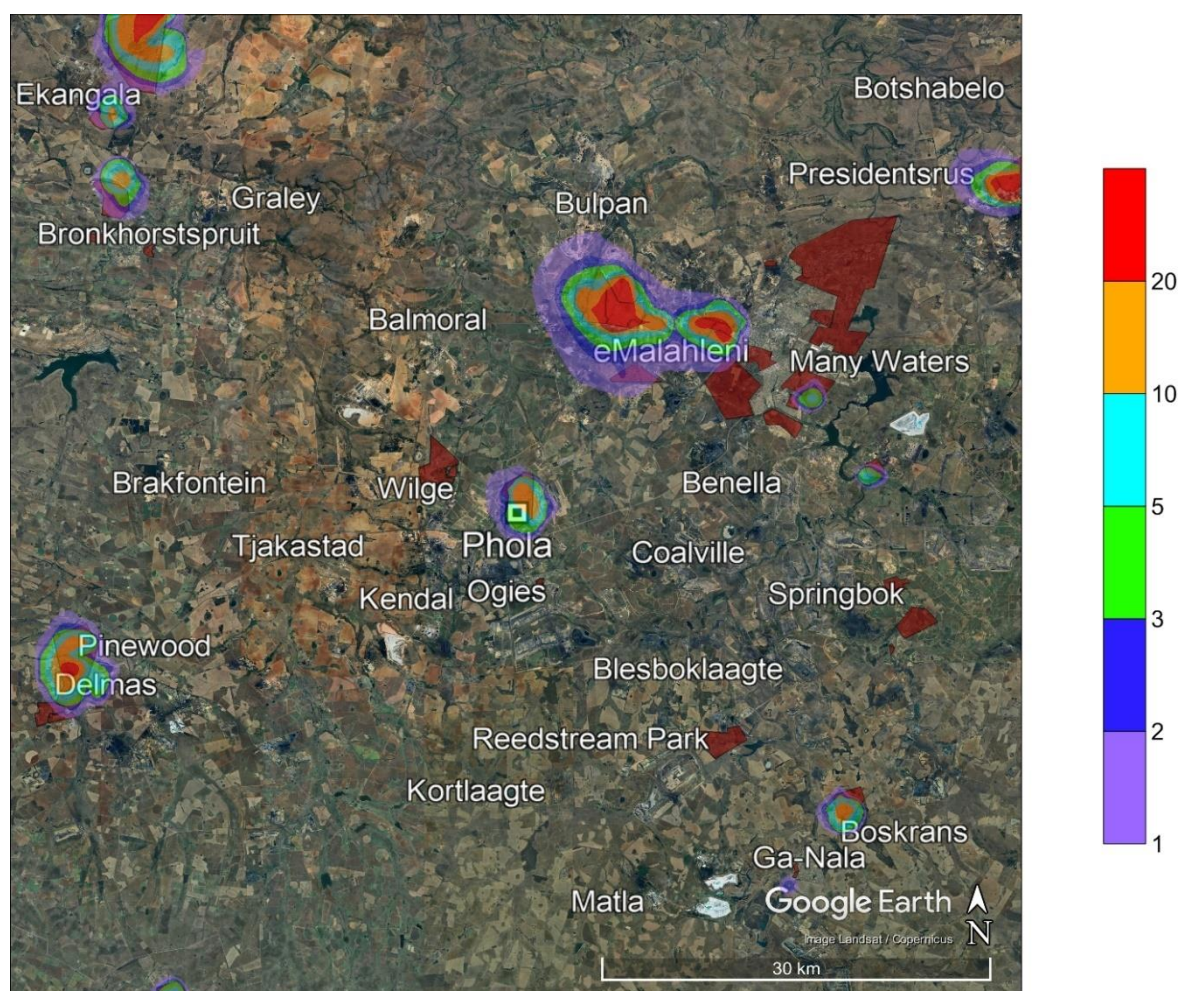 Ekangala
Botshabelo
Presidentsrus
Graley
Bulpan
Bronkhorstspruit
Balmoral
eMalahleni
Many Waters
Brakfontein
Wilge
Benella
Tjakastad
Phola
Coalville
Kendal
Ogies
Springbok
Pinewood
Delmas
Blesboklaagte
Reedstream Park
Kortlaagte
Boskrans
Ga-Nala
Matla
Google Earth
Image Landsat / Copernicus
N
30 km
20
10
5
3
2
1